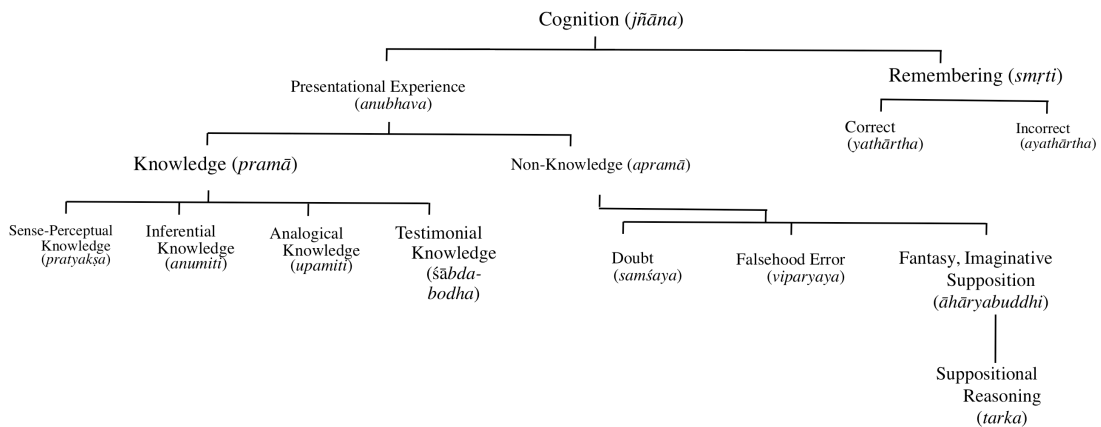 Cognition (jñāna)
Presentational Experience
(anubhava)
Remembering (smṛti)
Correct
(yathārtha)
Incorrect
(ayathārtha)
Knowledge (pramā)
Non-Knowledge (apramā)
Sense-Perceptual
Knowledge
(pratyakṣa)
Inferential
Knowledge
(anumiti)
Analogical
Knowledge
(upamiti)
Testimonial
Knowledge
(śābda-
bodha)
Doubt
(samśaya)
Falsehood Error
(viparyaya)
Fantasy, Imaginative
Supposition
(āhāryabuddhi)
Suppositional
Reasoning
(tarka)